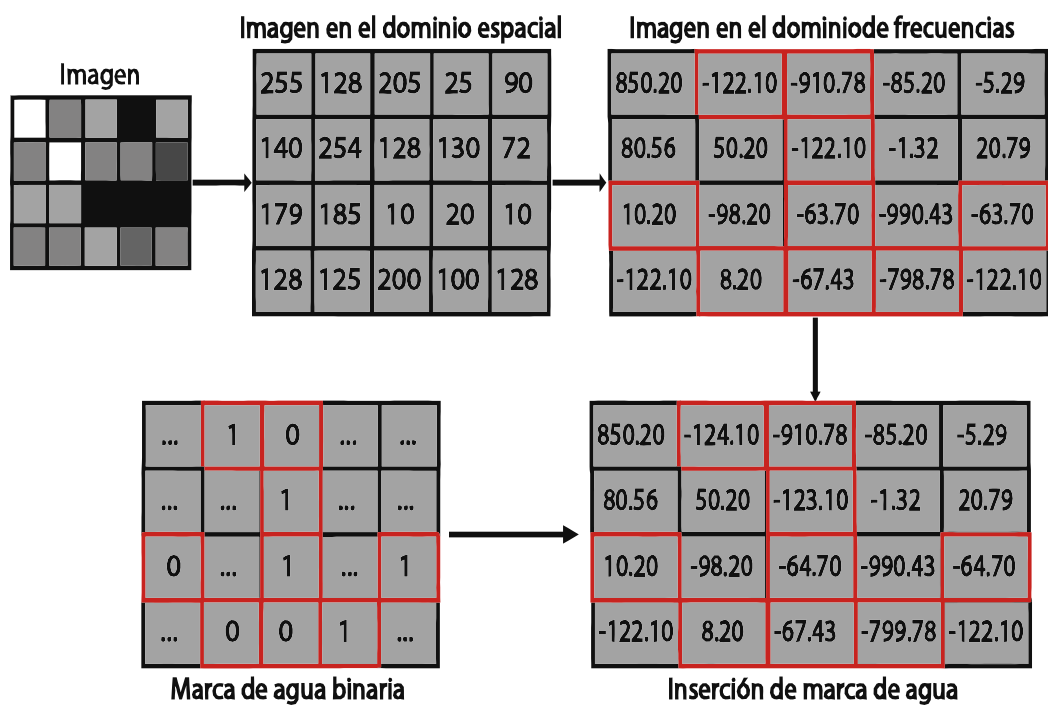 Imagen
Imagen en el dominio espacial
Imagen en el dominiode frecuencias
255 128 205 25 90
140 254 128 130 72
179 185 10 20 10
128 125 200 100 128
850.20 -122.10 -910.78 -85.20 -5.29
80.56 50.20 -122.10 -1.32 20.79
10.20 -98.20 -63.70 -990.43 -63.70
-122.10 8.20 -67.43 -798.78 -122.10
... 1 0 ... ...
... ... 1 ... ...
0 ... 1 ... 1
... 0 0 1 ...
Marca de agua binaria
850.20 -124.10 -910.78 -85.20 -5.29
80.56 50.20 -123.10 -1.32 20.79
10.20 -98.20 -64.70 -990.43 -64.70
-122.10 8.20 -67.43 -799.78 -122.10
Inserción de marca de agua